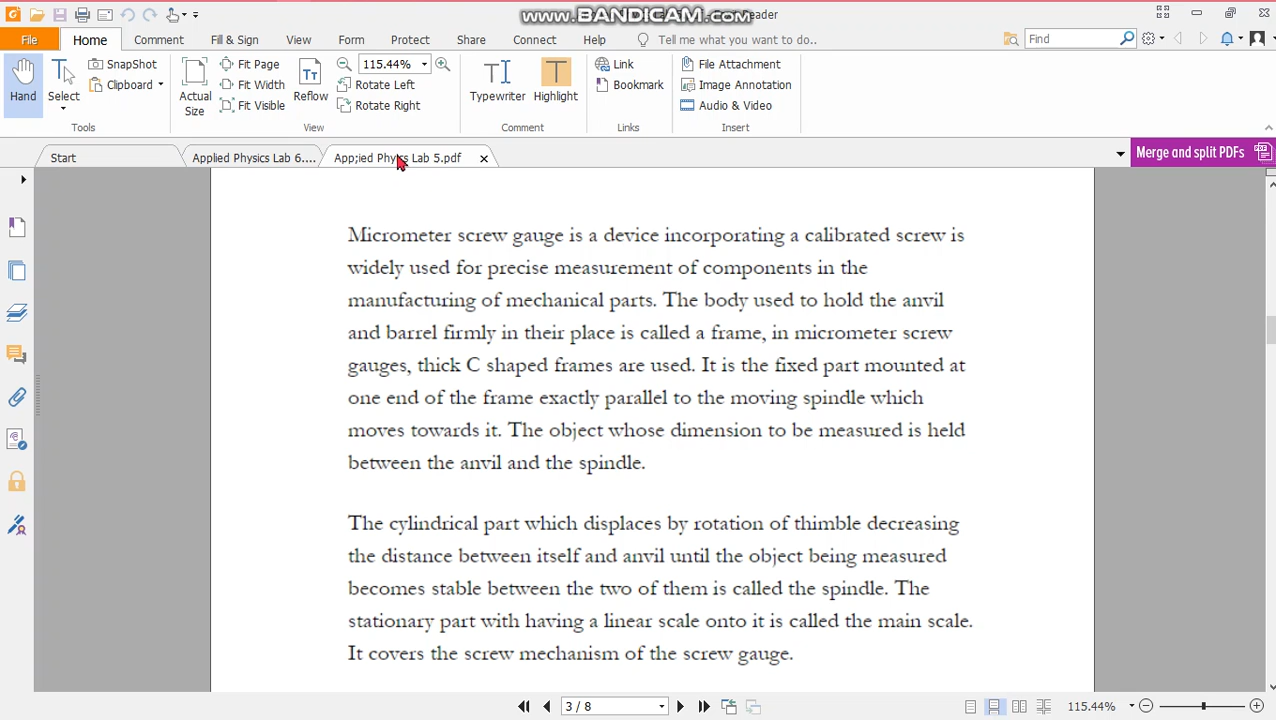 www.BANDICAM.com
Reader
File
Home
Comment
Fill & Sign
View
Form
Protect
Share
Connect
Help
Tell me what you want to do..
Find
Hand
Select
SnapShot
Clipboard
Tools
Actual
Size
Fit Page
Fit Width
Fit Visible
Reflow
115.44%
Rotate Left
Rotate Right
View
Typewriter
Highlight
Comment
Link
Bookmark
Links
File Attachment
Image Annotation
Audio & Video
Insert
Start
Applied Physics Lab 6....
App;ied Physics Lab 5.pdf
Merge and split PDFs
Micrometer screw gauge is a device incorporating a calibrated screw is
widely used for precise measurement of components in the
manufacturing of mechanical parts. The body used to hold the anvil
and barrel firmly in their place is called a frame, in micrometer screw
gauges, thick C shaped frames are used. It is the fixed part mounted at
one end of the frame exactly parallel to the moving spindle which
moves towards it. The object whose dimension to be measured is held
between the anvil and the spindle.
The cylindrical part which displaces by rotation of thimble decreasing
the distance between itself and anvil until the object being measured
becomes stable between the two of them is called the spindle. The
stationary part with having a linear scale onto it is called the main scale.
It covers the screw mechanism of the screw gauge.
3 / 8
115.44%